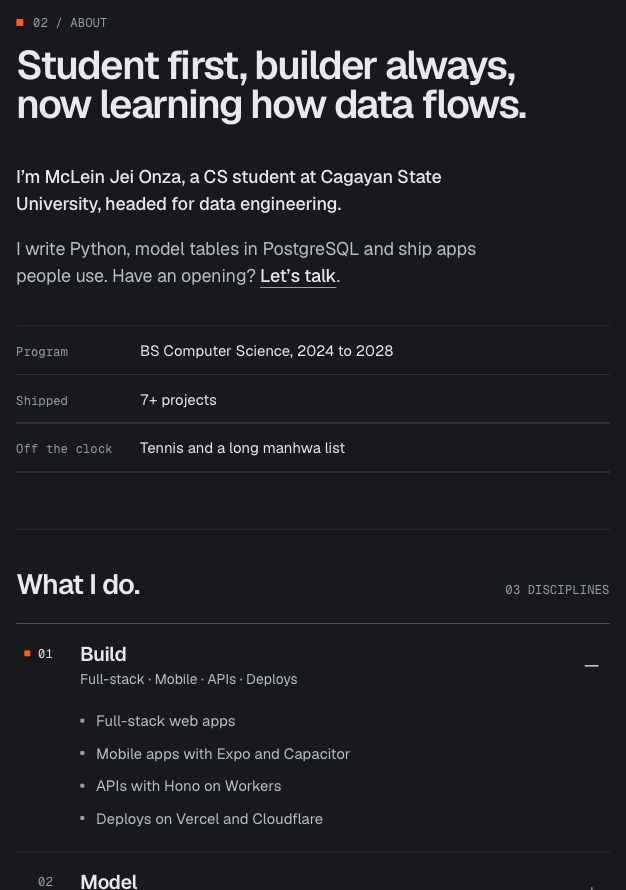 02 / ABOUT
Student first, builder always,
now learning how data flows.
I’m McLein Jei Onza, a CS student at Cagayan State
University, headed for data engineering.
I write Python, model tables in PostgreSQL and ship apps
people use. Have an opening? Let’s talk.
Program BS Computer Science, 2024 to 2028
Shipped 7+ projects
Off the clock Tennis and a long manhwa list
What I do. 03 DISCIPLINES
01 Build
Full-stack · Mobile · APIs · Deploys
Full-stack web apps
Mobile apps with Expo and Capacitor
APIs with Hono on Workers
Deploys on Vercel and Cloudflare
02 Model